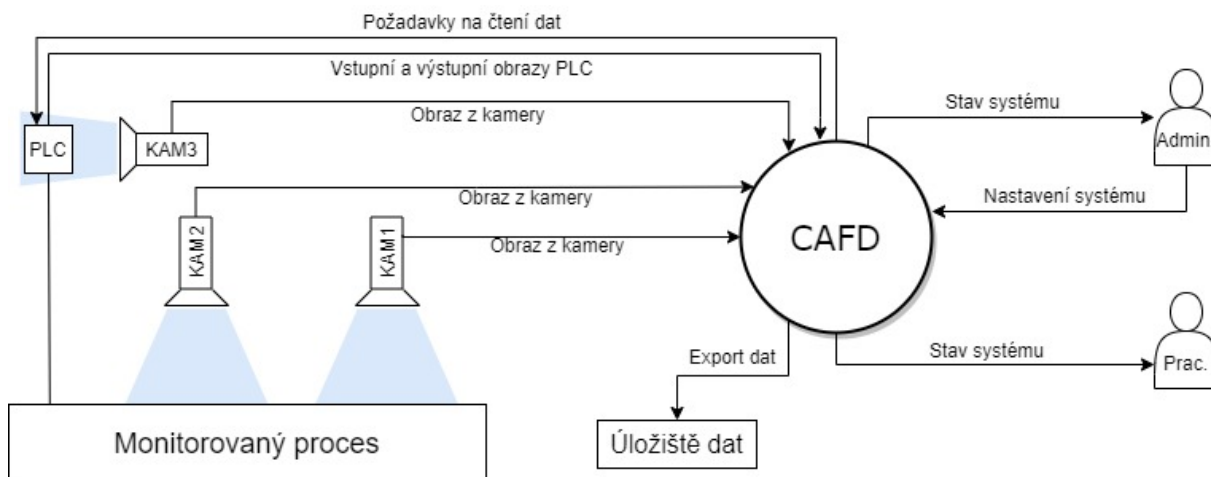 Požadavky na čtení dat
Vstupní a výstupní obrazy PLC
Obraz z kamery
Stav systému
PLC
KAM3
Admin
Obraz z kamery
Nastavení systému
KAM2
KAM1
Obraz z kamery
CAFD
Export dat
Stav systému
Prac.
Monitorovaný proces
Úložiště dat